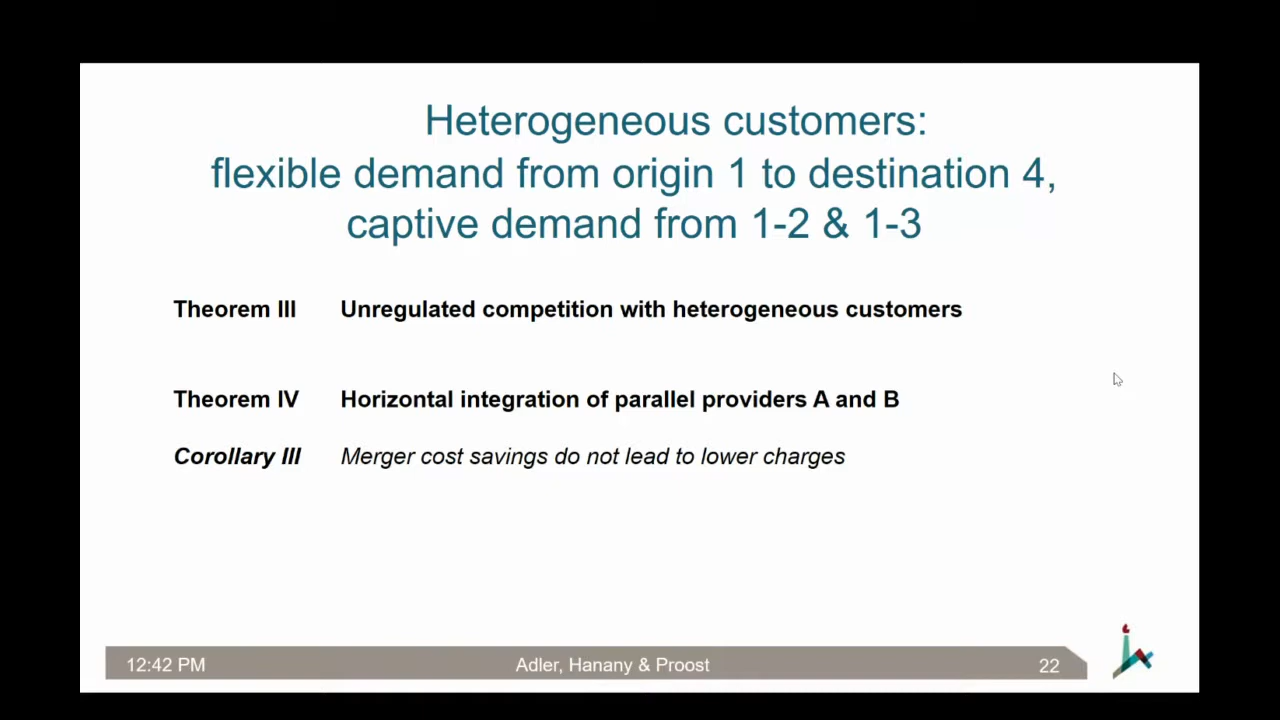 Heterogeneous customers:
flexible demand from origin 1 to destination 4,
captive demand from 1-2 & 1-3
Theorem III Unregulated competition with heterogeneous customers
Theorem IV Horizontal integration of parallel providers A and B
Corollary III Merger cost savings do not lead to lower charges
12:42 PM Adler, Hanany & Proost 22